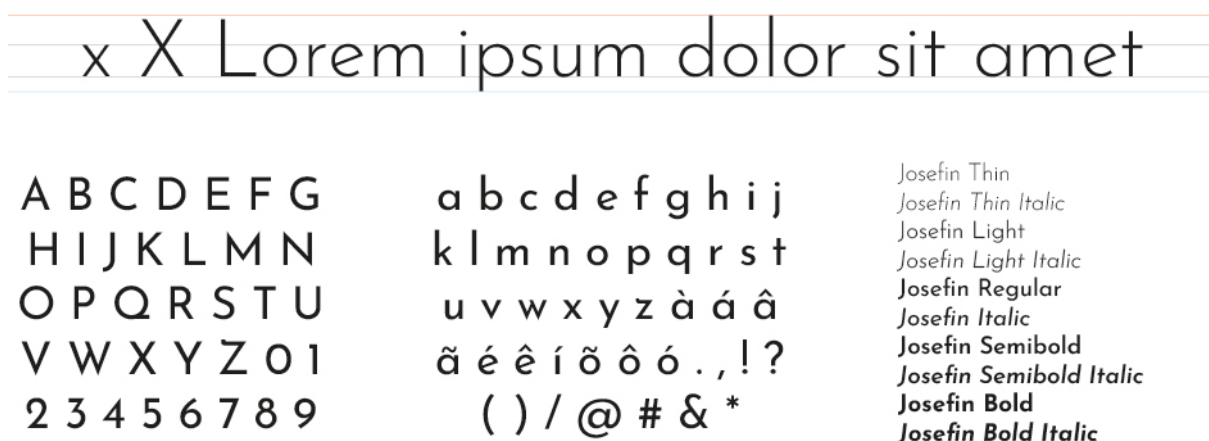 x X Lorem ipsum dolor sit amet
A B C D E F G
H I J K L M N
O P Q R S T U
V W X Y Z 0 1
2 3 4 5 6 7 8 9
a b c d e f g h i j
k l m n o p q r s t
u v w x y z à á â
ã é ê í õ ô ó . , ! ?
( ) / @ # & *
Josefin Thin
Josefin Thin Italic
Josefin Light
Josefin Light Italic
Josefin Regular
Josefin Italic
Josefin Semibold
Josefin Semibold Italic
Josefin Bold
Josefin Bold Italic